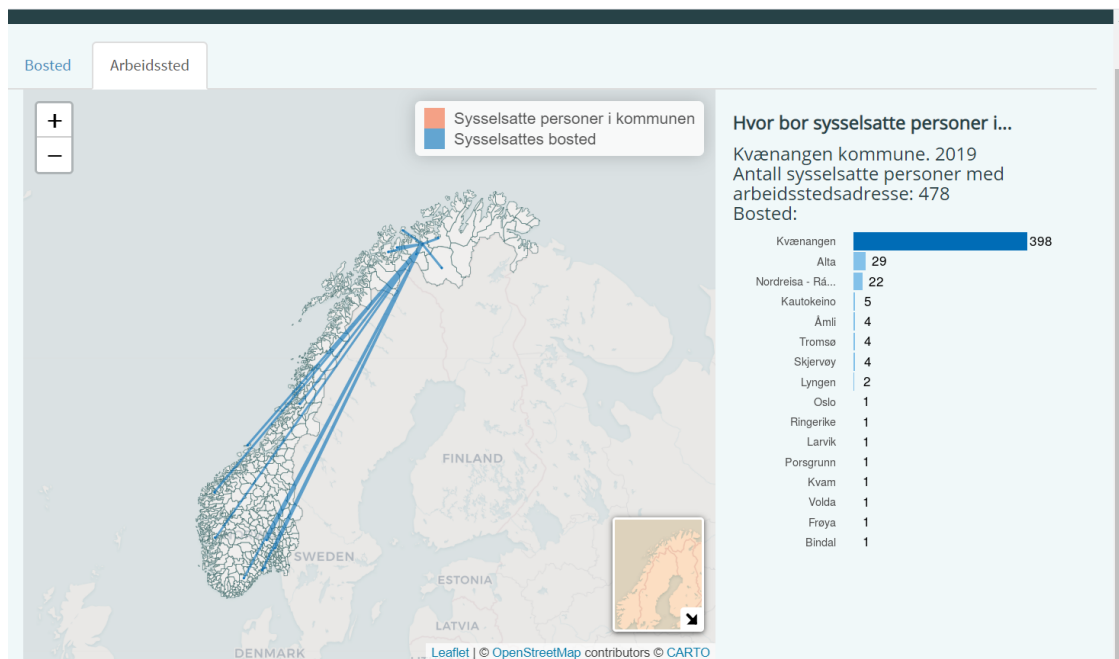 Bosted
Arbeidssted
+
−
Sysselsatte personer i kommunen
Sysselsattes bosted
FINLAND
SWEDEN
ESTONIA
LATVIA
DENMARK
Leaflet | © OpenStreetMap contributors © CARTO
Hvor bor sysselsatte personer i...
Kvænangen kommune. 2019
Antall sysselsatte personer med
arbeidsstedsadresse: 478
Bosted:
Kvænangen 398
Alta 29
Nordreisa - Rá... 22
Kautokeino 5
Åmli 4
Tromsø 4
Skjervøy 4
Lyngen 2
Oslo 1
Ringerike 1
Larvik 1
Porsgrunn 1
Kvam 1
Volda 1
Frøya 1
Bindal 1